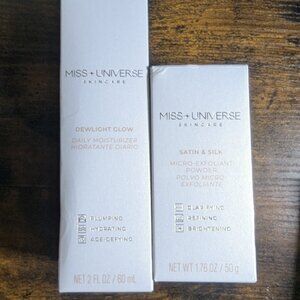 MISS + UNIVERSE
SKINCARE
DEWLIGHT GLOW
DAILY MOISTURIZER
HIDRATANTE DIARIO
PLUMPING
HYDRATING
AGE-DEFYING
NET 2 FL OZ / 60 mL
MISS + UNIVERSE
SKINCARE
SATIN & SILK
MICRO-EXFOLIANT
POWDER
POLVO MICRO
EXFOLIANTE
CLARIFYING
REFINING
BRIGHTENING
NET WT 1.76 OZ / 50 g